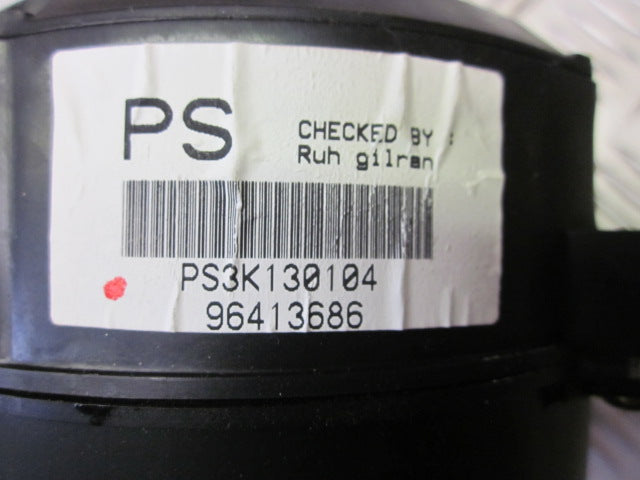 PS
CHECKED BY :
Ruh gilran
PS3K130104
96413686